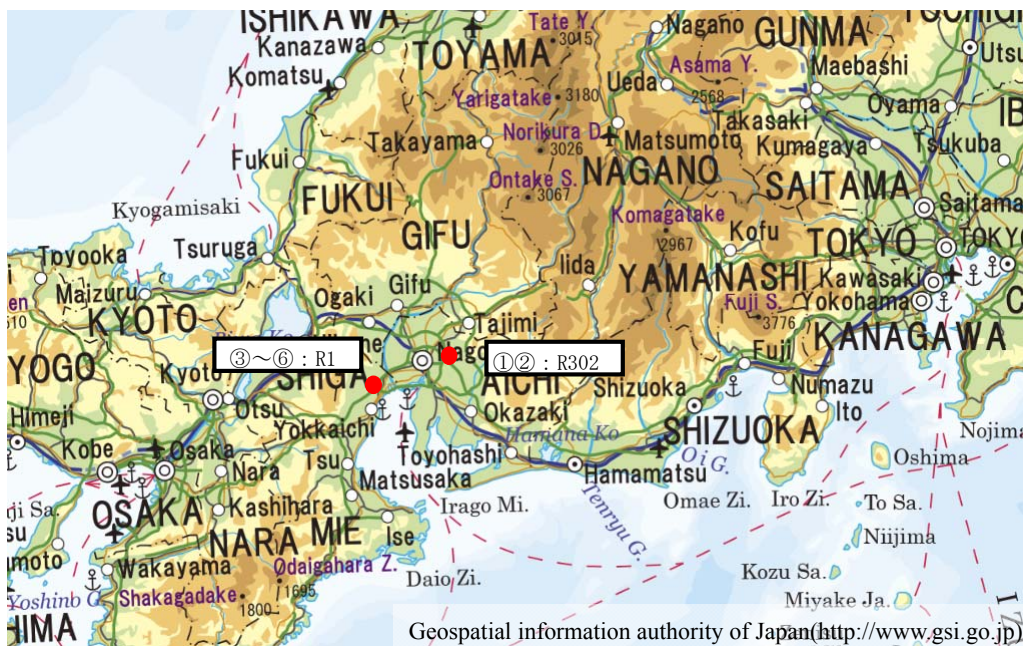 ISHIKAWA
Tate Y.
3015
Nagano
GUNMA
Kanazawa
TOYAMA
Utsu
Asama Y.
Maebashi
Komatsu
Ueda
2568
Yarigatake
3180
Oyama
Takasaki
IB
Takayama
Norikura D.
3026
Matsumoto
Kumagaya
Tsukuba
Fukui
Ontake S.
NAGANO
SAITAMA
FUKUI
3067
Kyogamisaki
Komagatake
Saitama
GIFU
2967
Kofu
TOKYO
TOKYO
Toyooka
Tsuruga
Iida
YAMANASHI
Kawasaki
Maizuru
Ogaki
Gifu
Fuji S.
Yokohama
510
KYOTO
Tajimi
3776
KANAGAWA
③～⑥：R1
①②：R302
YOGO
Kyoto
SHIGA
AICHI
Fuji
Shizuoka
Numazu
Himeji
Otsu
Okazaki
Ito
Yokkaichi
Kobe
Osaka
Hamana Ko
SHIZUOKA
Nojima
Nara
Tsu
Toyohashi
Oi G.
Oshima
Matsusaka
Hamamatsu
OSAKA
Kashihara
Irago Mi.
Tenryu G.
Omae Zi.
Iro Zi.
To Sa.
NARA
MIE
Ise
Niijima
Wakayama
Odaigahara Z.
Daio Zi.
Kozu Sa.
Yoshino G.
Shakagadake
1800
1695
Miyake Ja.
Geospatial information authority of Japan(http://www.gsi.go.jp)